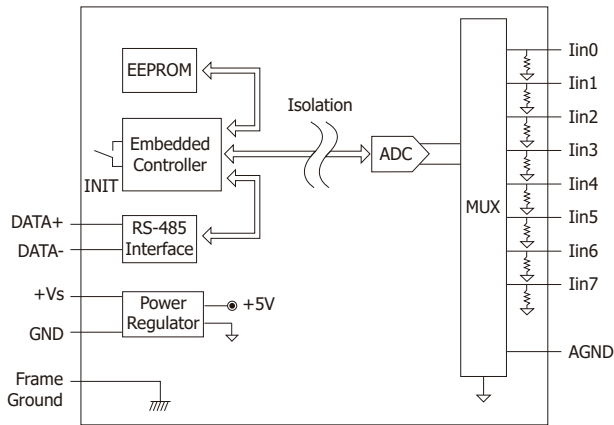 EEPROM
Isolation
Embedded
Controller
INIT
ADC
MUX
DATA+
DATA-
RS-485
Interface
+Vs
GND
Power
Regulator
+5V
Frame
Ground
Iin0
Iin1
Iin2
Iin3
Iin4
Iin5
Iin6
Iin7
AGND